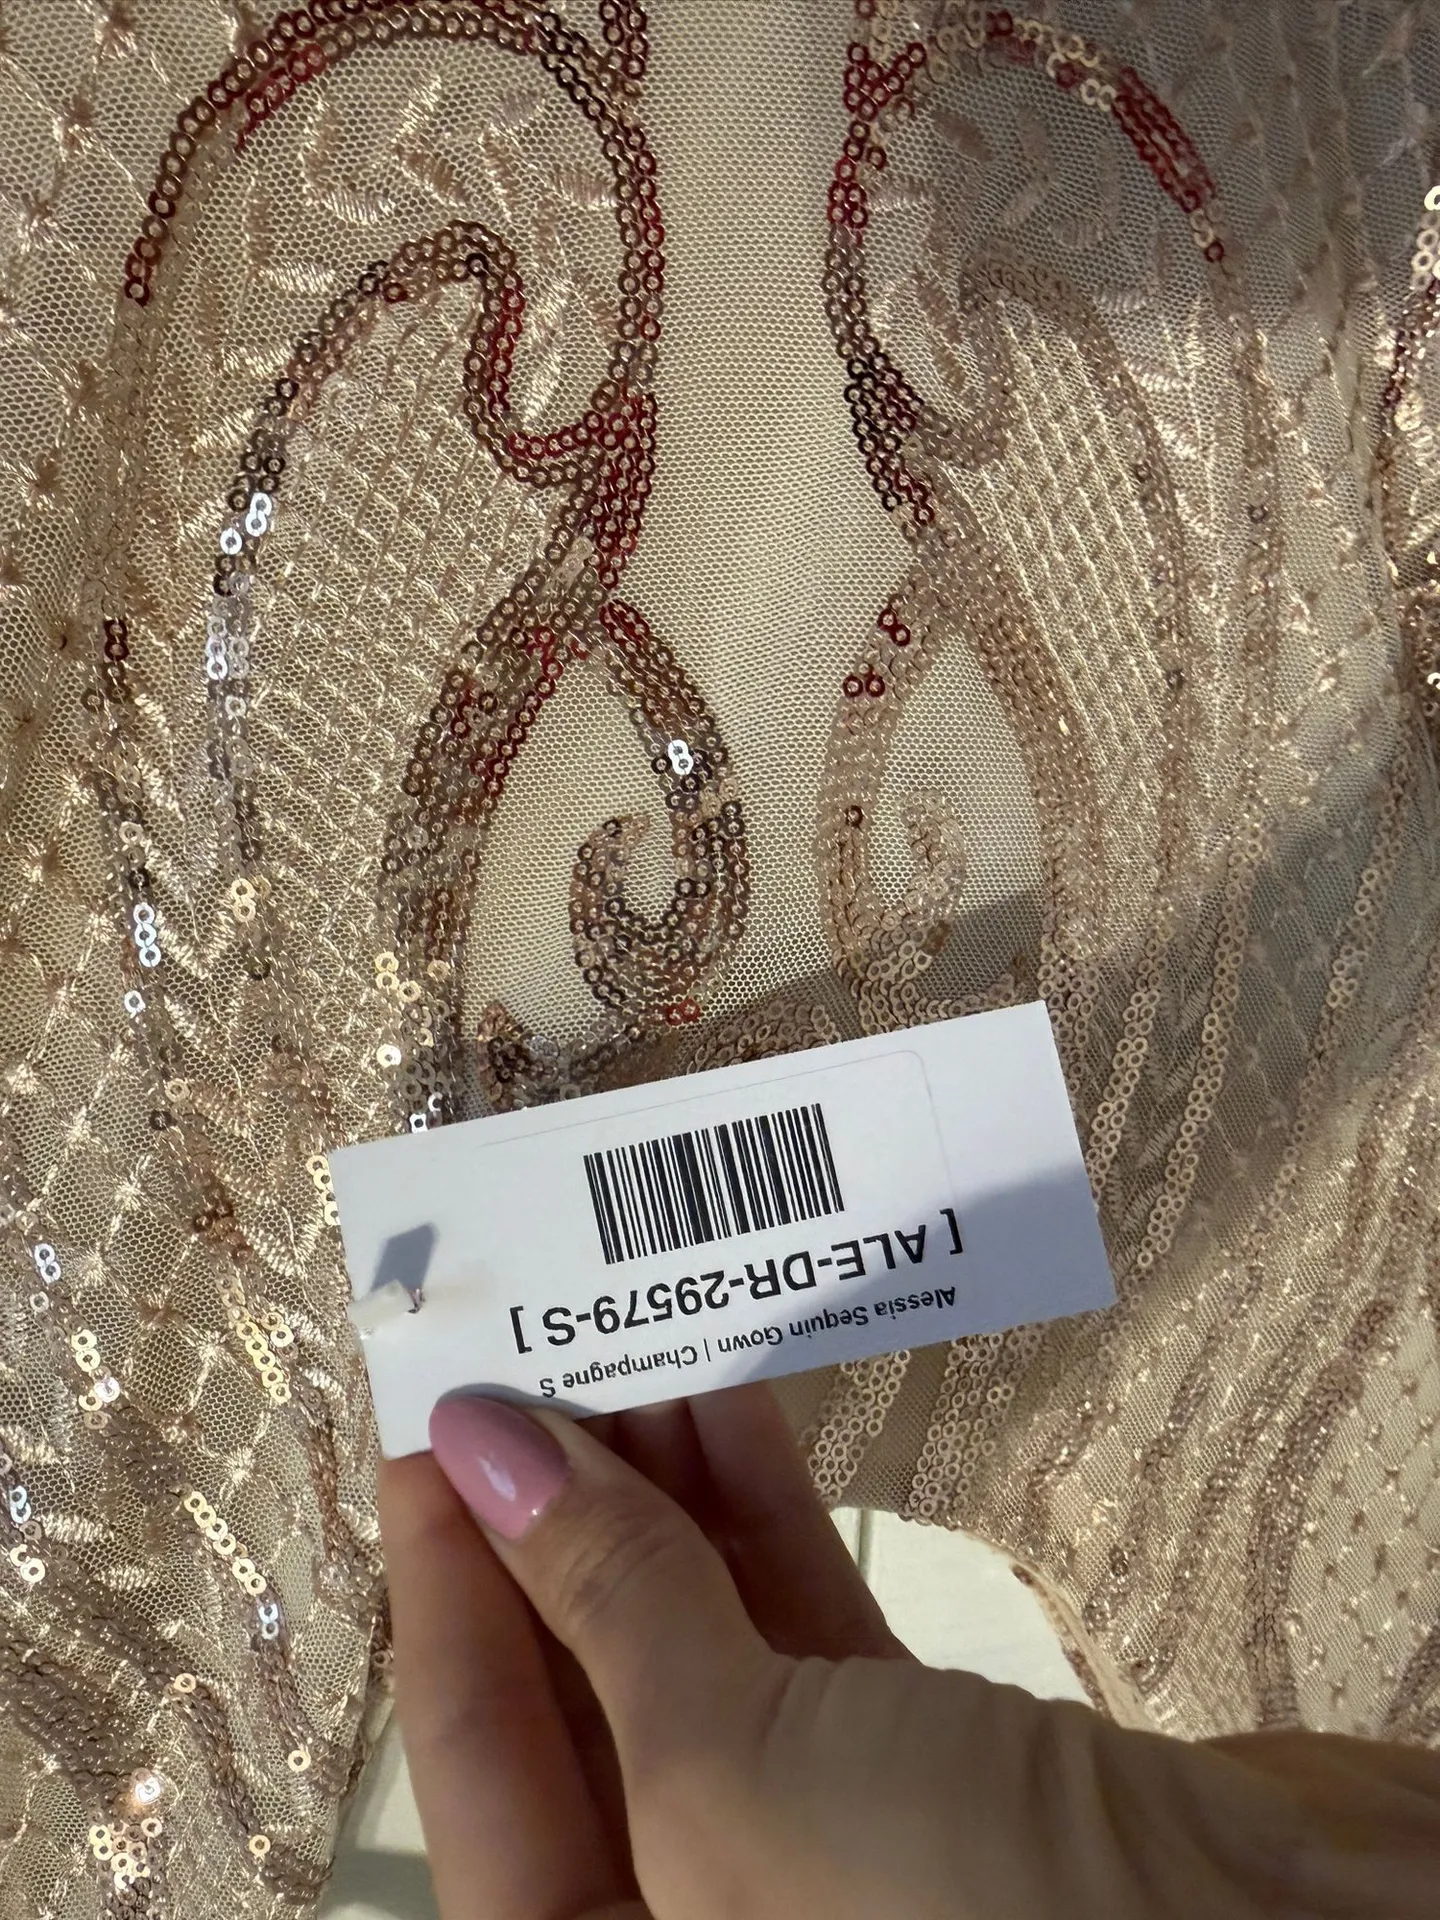 Alessia Sequin Gown | Champagne S
[ ALE-DR-29579-S ]